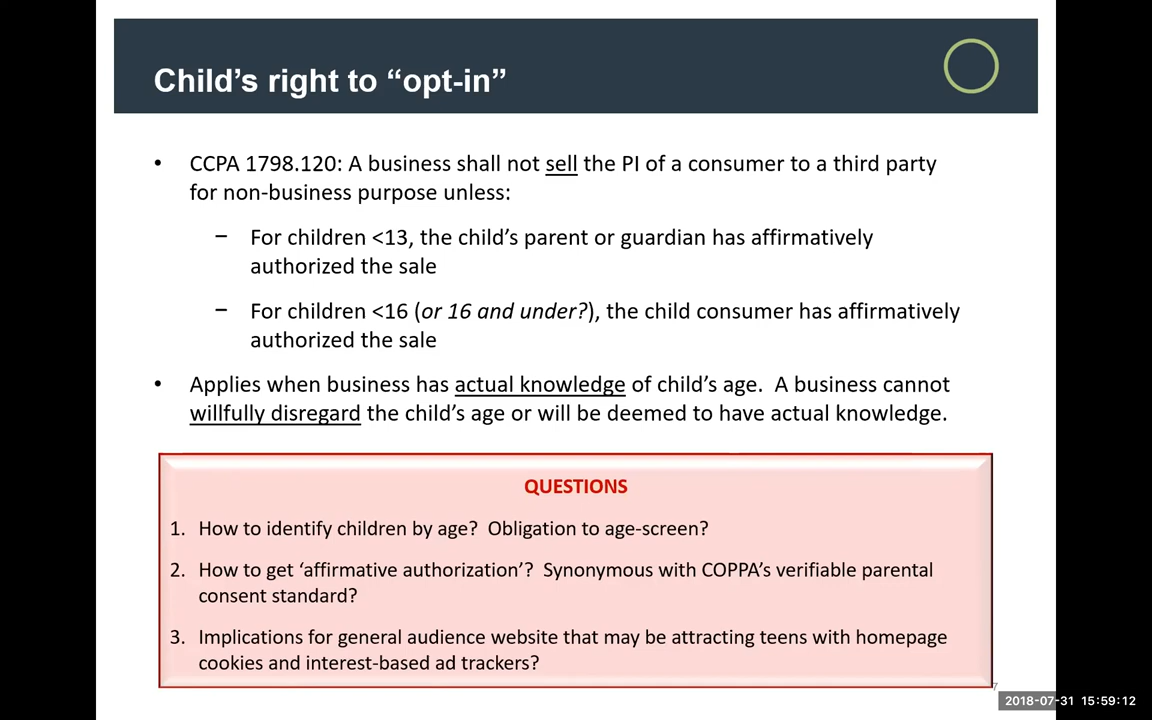 Child’s right to “opt-in”
• CCPA 1798.120: A business shall not sell the PI of a consumer to a third party
for non-business purpose unless:
− For children <13, the child’s parent or guardian has affirmatively
authorized the sale
− For children <16 (or 16 and under?), the child consumer has affirmatively
authorized the sale
• Applies when business has actual knowledge of child’s age.  A business cannot
willfully disregard the child’s age or will be deemed to have actual knowledge.
QUESTIONS
1. How to identify children by age?  Obligation to age-screen?
2. How to get ‘affirmative authorization’?  Synonymous with COPPA’s verifiable parental
consent standard?
3. Implications for general audience website that may be attracting teens with homepage
cookies and interest-based ad trackers?
7
2018-07-31 15:59:12